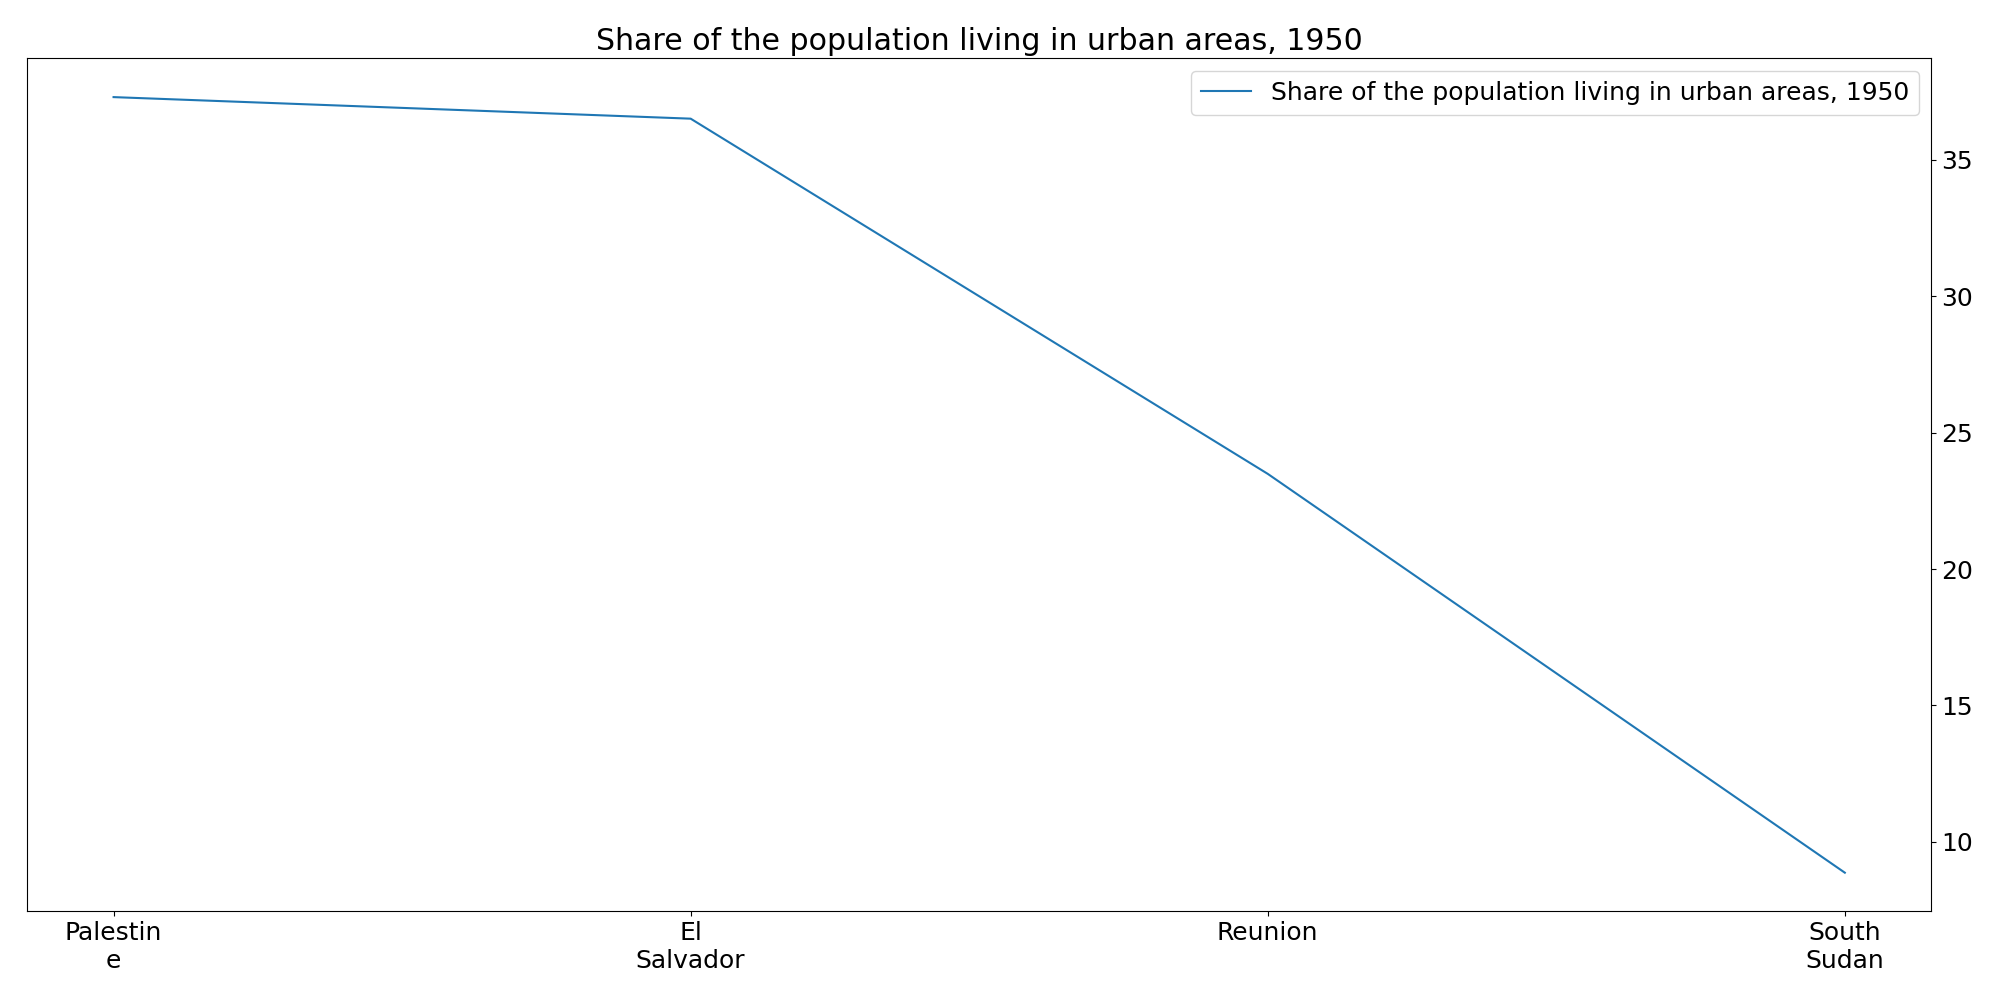 Share of the population living in urban areas, 1950
Share of the population living in urban areas, 1950
35
30
25
20
15
10
Palestin
e
El
Salvador
Reunion
South
Sudan